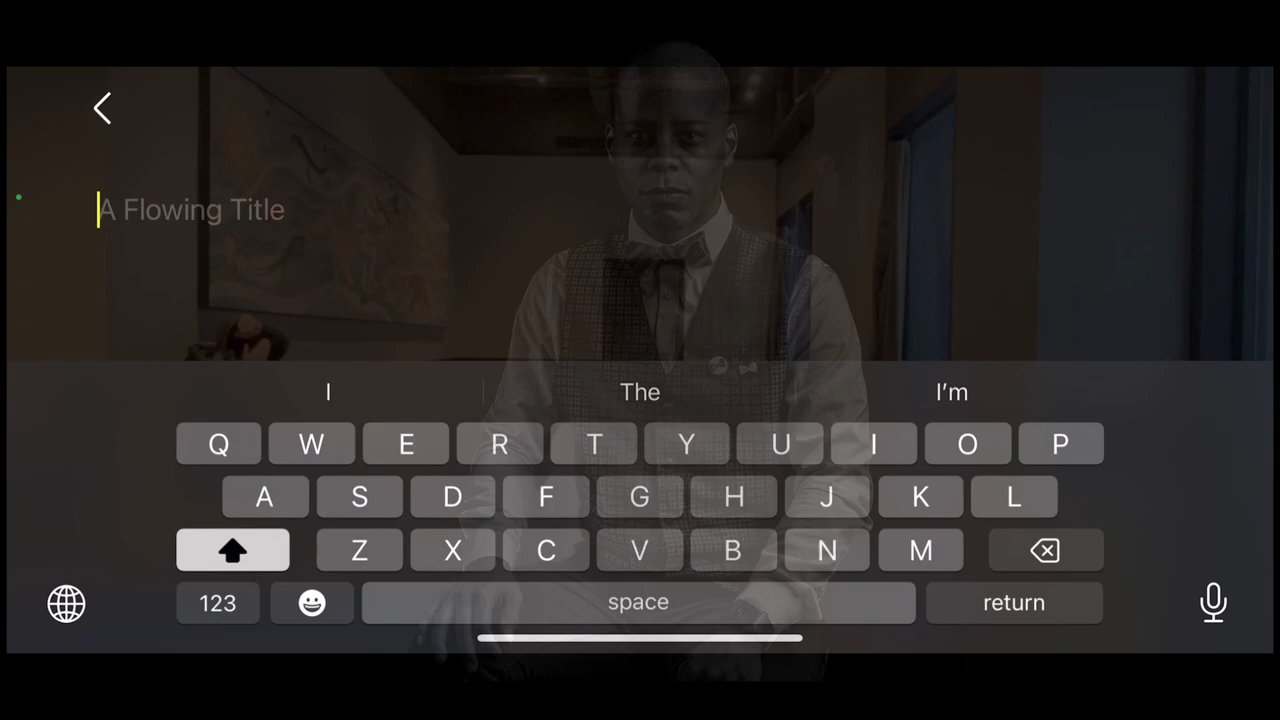 A Flowing Title
I The I'm
Q W E R T Y U I O P
A S D F G H J K L
Z X C V B N M
123 space return